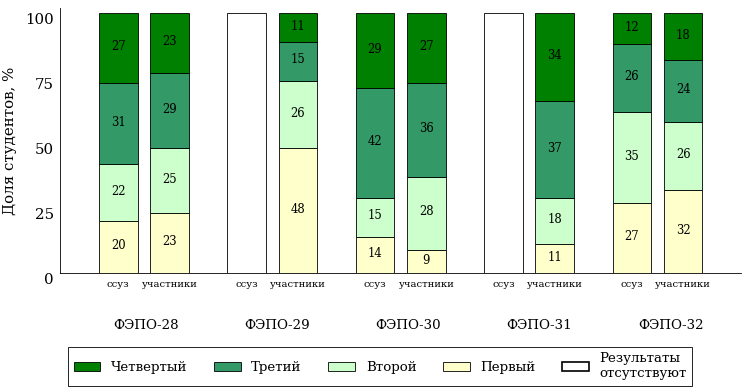 Доля студентов, %
100
75
50
25
0
27 23 11 29 27 34 12 18
31 29 15 42 36 37 26 24
22 25 26 15 28 18 35 26
20 23 48 14 9 11 27 32
ссуз участники ссуз участники ссуз участники ссуз участники ссуз участники
ФЭПО-28 ФЭПО-29 ФЭПО-30 ФЭПО-31 ФЭПО-32
Четвертый Третий Второй Первый Результаты
отсутствуют